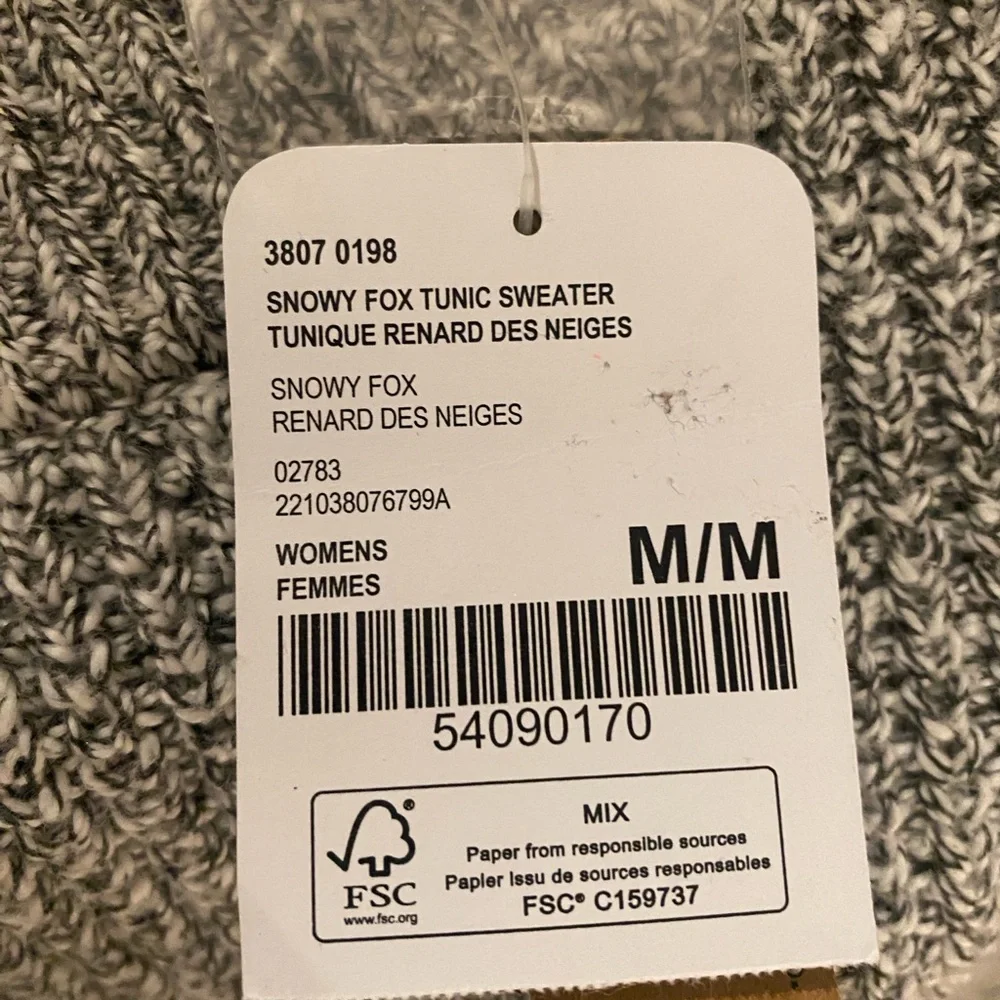 3807 0198
SNOWY FOX TUNIC SWEATER
TUNIQUE RENARD DES NEIGES
SNOWY FOX
RENARD DES NEIGES
02783
221038076799A
WOMENS
FEMMES
M/M
54090170
FSC®
www.fsc.org
MIX
Paper from responsible sources
Papier issu de sources responsables
FSC® C159737